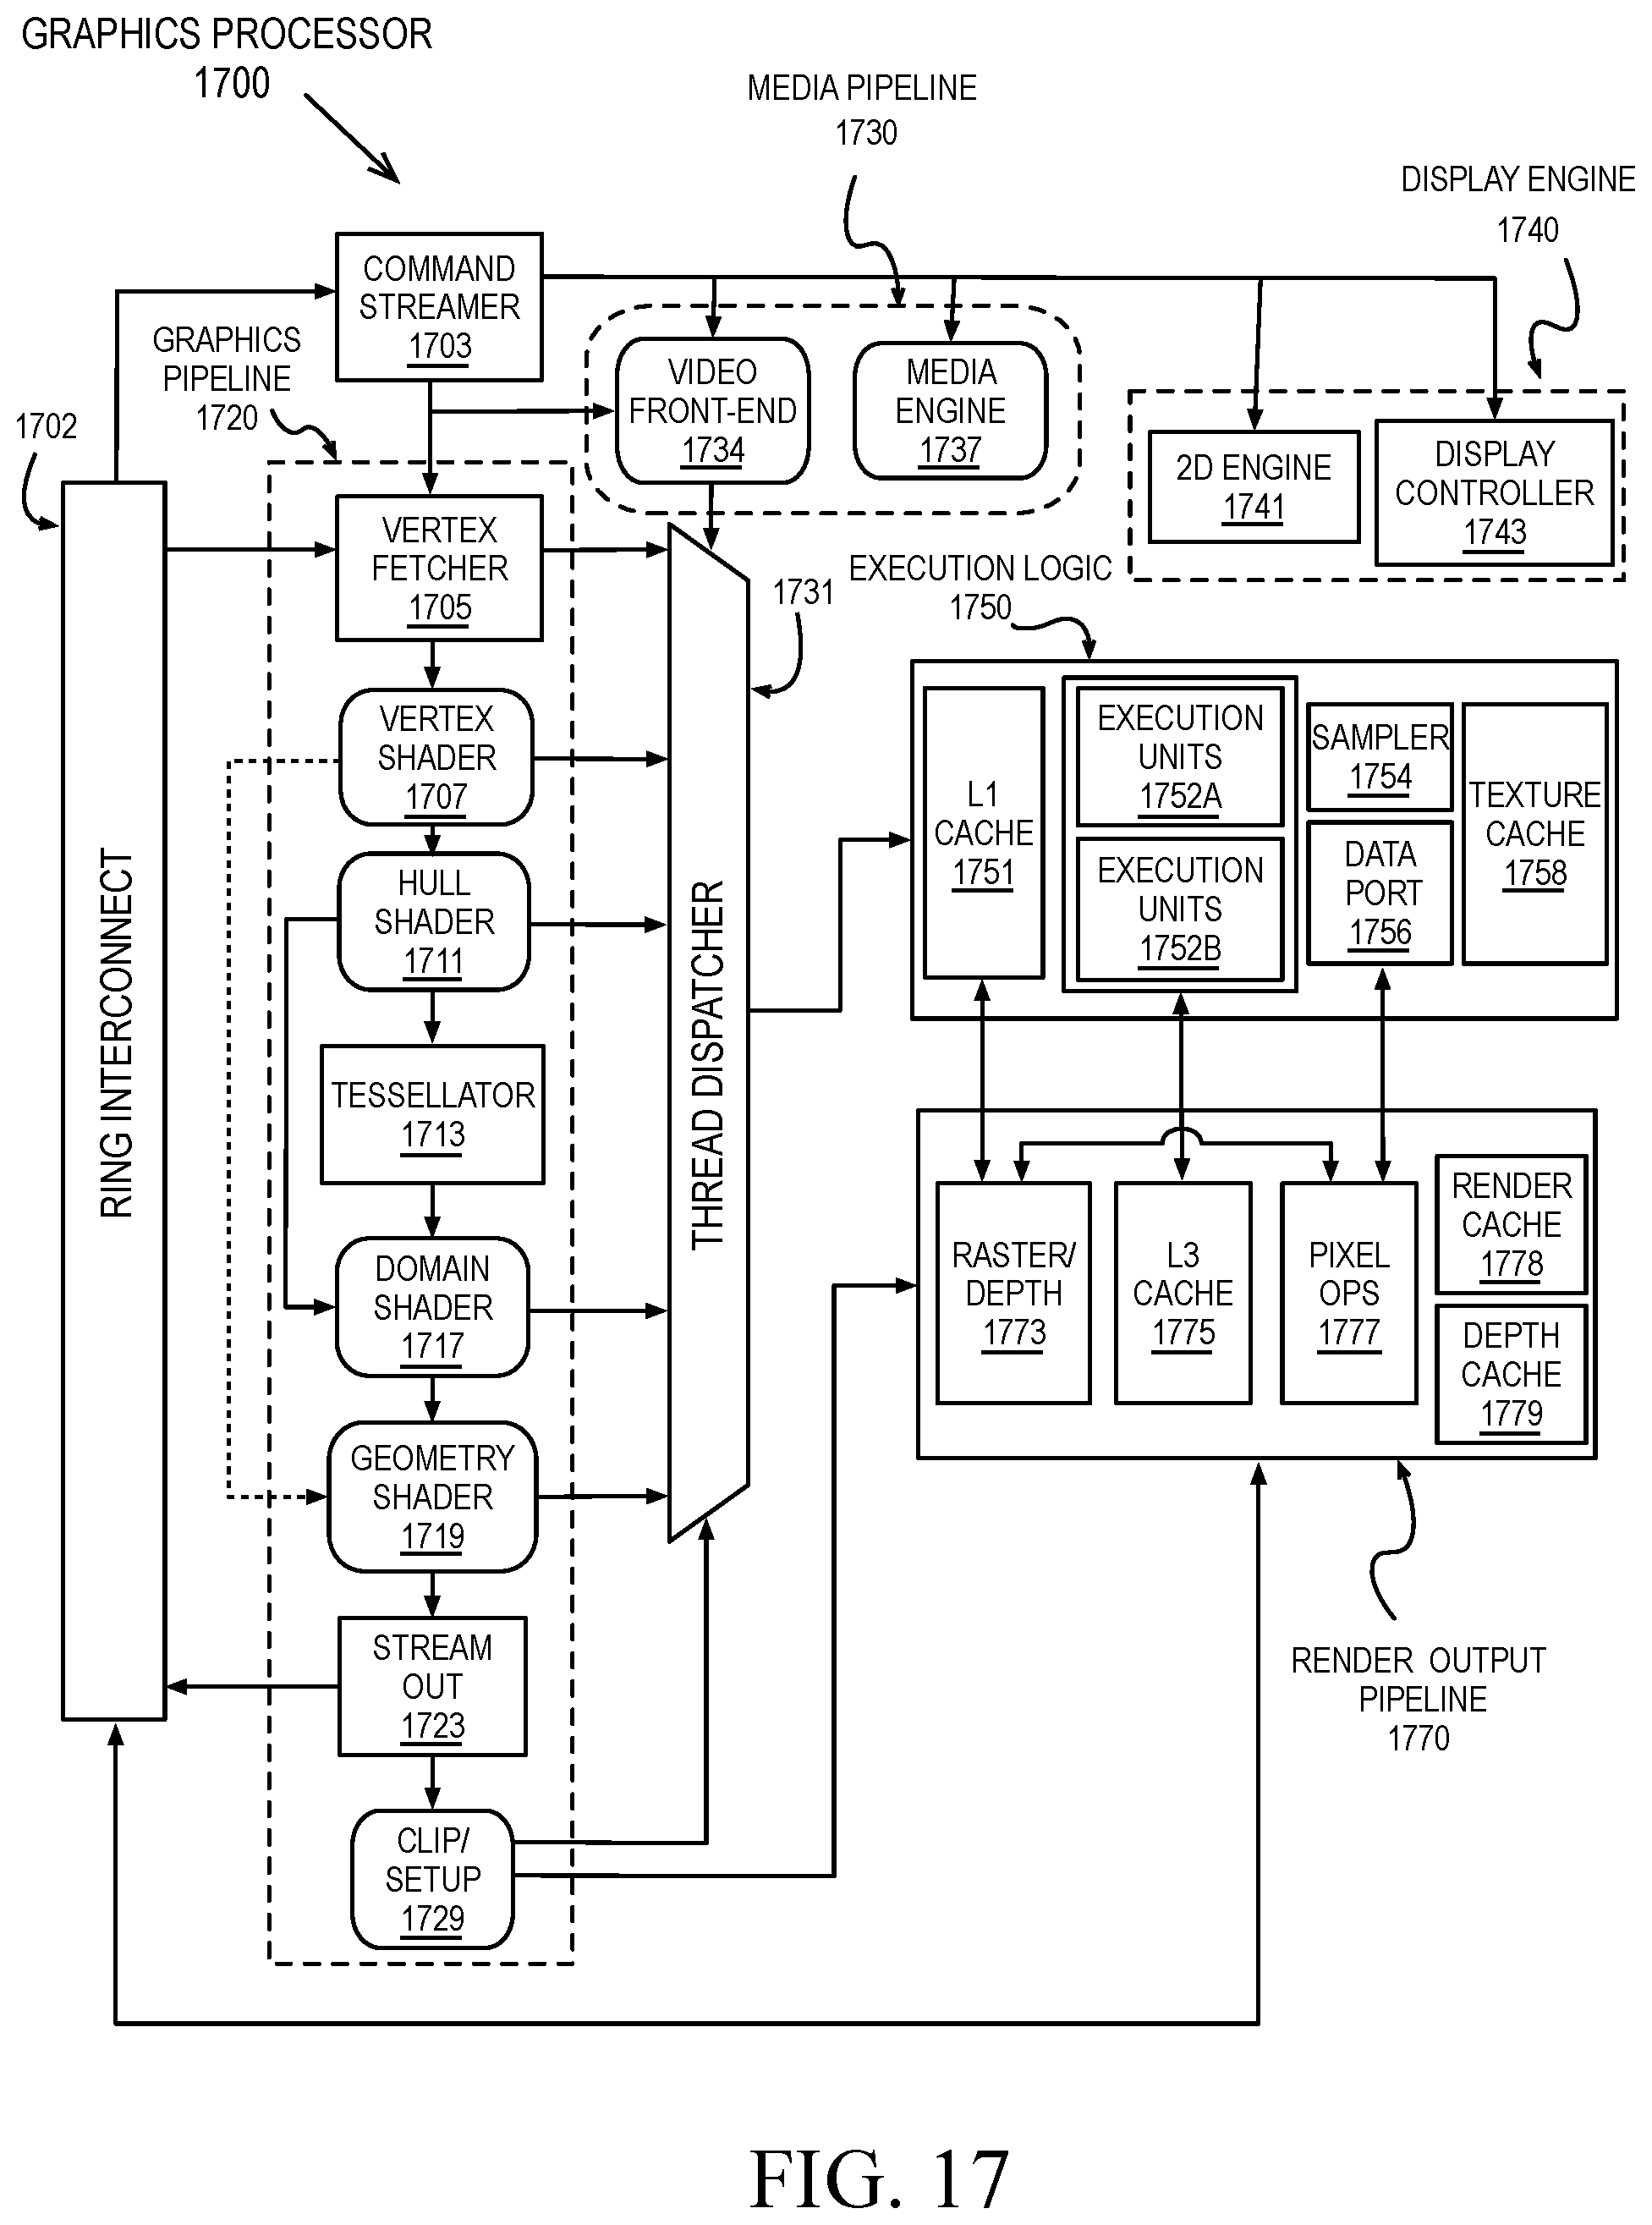 GRAPHICS PROCESSOR
1700
MEDIA PIPELINE
1730
DISPLAY ENGINE
1740
COMMAND
STREAMER
1703
GRAPHICS
PIPELINE
1720
1702
VIDEO
FRONT-END
1734
MEDIA
ENGINE
1737
2D ENGINE
1741
DISPLAY
CONTROLLER
1743
RING INTERCONNECT
VERTEX
FETCHER
1705
VERTEX
SHADER
1707
HULL
SHADER
1711
TESSELLATOR
1713
DOMAIN
SHADER
1717
GEOMETRY
SHADER
1719
STREAM
OUT
1723
CLIP/
SETUP
1729
THREAD DISPATCHER
1731
EXECUTION LOGIC
1750
L1
CACHE
1751
EXECUTION
UNITS
1752A
EXECUTION
UNITS
1752B
SAMPLER
1754
DATA
PORT
1756
TEXTURE
CACHE
1758
RASTER/
DEPTH
1773
L3
CACHE
1775
PIXEL
OPS
1777
RENDER
CACHE
1778
DEPTH
CACHE
1779
RENDER OUTPUT
PIPELINE
1770
FIG. 17